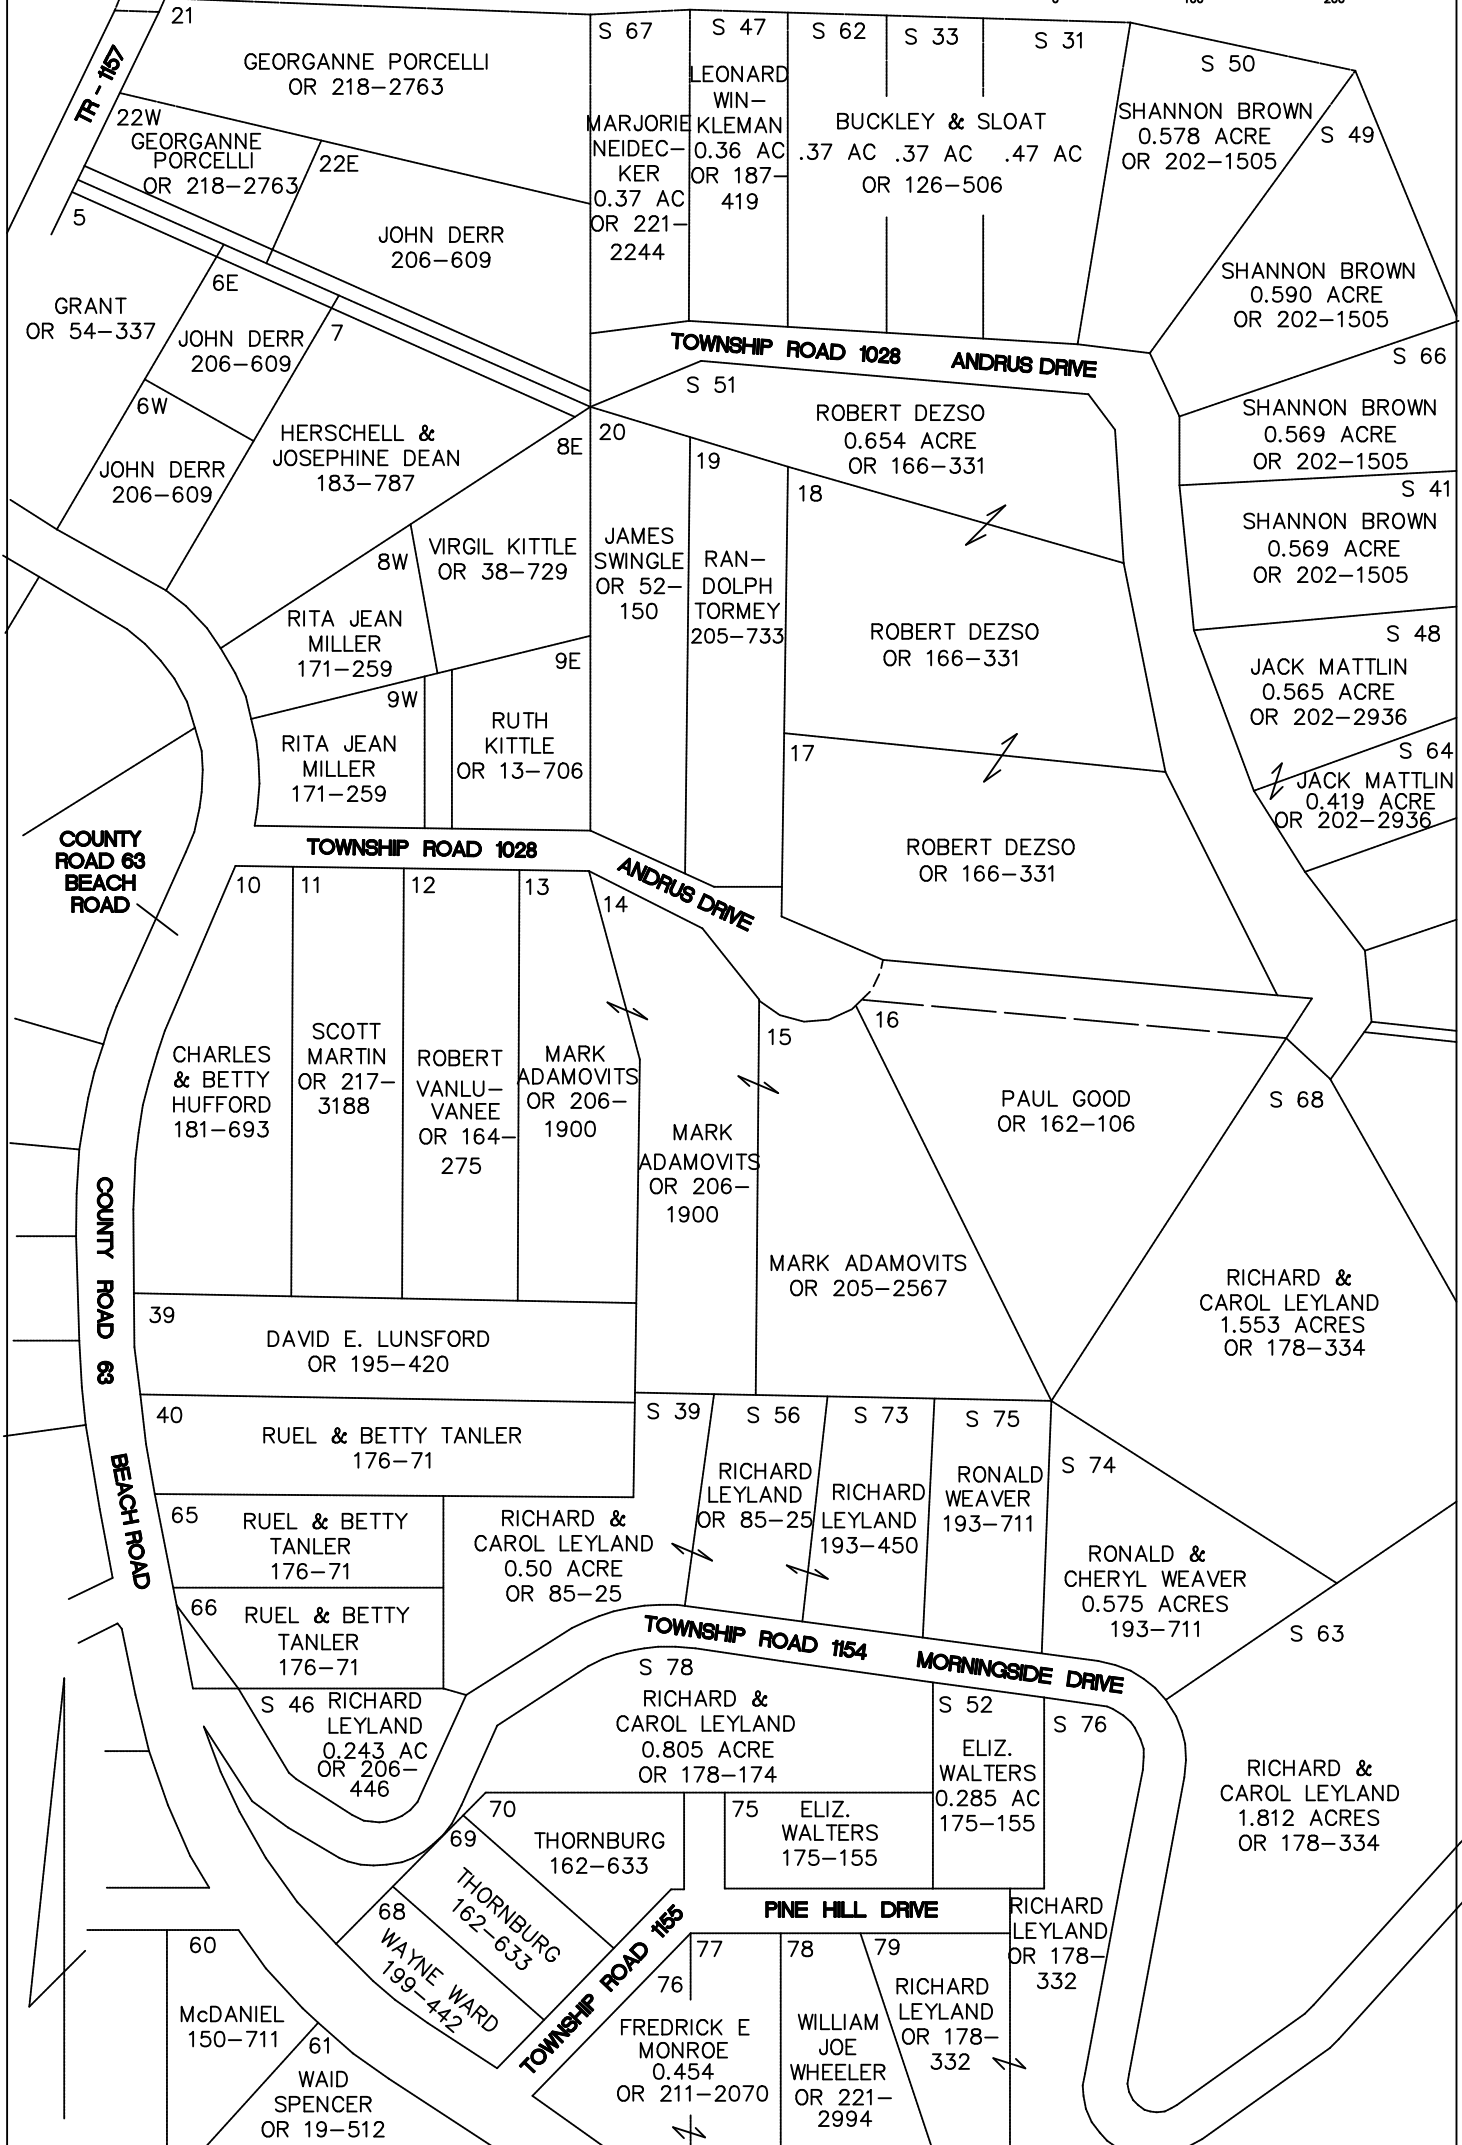 21
TR - 1157
GEORGANNE PORCELLI
OR 218-2763
S 67
MARJORIE
NEIDEC-
KER
0.37 AC
OR 221-
2244
S 47
LEONARD
WIN-
KLEMAN
0.36 AC
OR 187-
419
S 62
S 33
S 31
BUCKLEY & SLOAT
.37 AC .37 AC .47 AC
OR 126-506
S 50
SHANNON BROWN
0.578 ACRE
OR 202-1505
S 49
SHANNON BROWN
0.590 ACRE
OR 202-1505
22W
GEORGANNE
PORCELLI
OR 218-2763
22E
JOHN DERR
206-609
5
GRANT
OR 54-337
6E
JOHN DERR
206-609
7
HERSCHELL &
JOSEPHINE DEAN
183-787
6W
JOHN DERR
206-609
TOWNSHIP ROAD 1028 ANDRUS DRIVE
S 66
SHANNON BROWN
0.569 ACRE
OR 202-1505
S 41
SHANNON BROWN
0.569 ACRE
OR 202-1505
S 48
JACK MATTLIN
0.565 ACRE
OR 202-2936
S 64
JACK MATTLIN
0.419 ACRE
OR 202-2936
S 51
ROBERT DEZSO
0.654 ACRE
OR 166-331
8E
VIRGIL KITTLE
OR 38-729
20
JAMES
SWINGLE
OR 52-
150
19
RAN-
DOLPH
TORMEY
205-733
18
ROBERT DEZSO
OR 166-331
17
ROBERT DEZSO
OR 166-331
8W
RITA JEAN
MILLER
171-259
9E
RUTH
KITTLE
OR 13-706
9W
RITA JEAN
MILLER
171-259
COUNTY
ROAD 63
BEACH
ROAD
TOWNSHIP ROAD 1028
ANDRUS DRIVE
10
CHARLES
& BETTY
HUFFORD
181-693
11
SCOTT
MARTIN
OR 217-
3188
12
ROBERT
VANLU-
VANEE
OR 164-
275
13
MARK
ADAMOVITS
OR 206-
1900
14
MARK
ADAMOVITS
OR 206-
1900
15
MARK ADAMOVITS
OR 205-2567
16
PAUL GOOD
OR 162-106
S 68
RICHARD &
CAROL LEYLAND
1.553 ACRES
OR 178-334
COUNTY ROAD 63
BEACH ROAD
39
DAVID E. LUNSFORD
OR 195-420
40
RUEL & BETTY TANLER
176-71
65
RUEL & BETTY
TANLER
176-71
66
RUEL & BETTY
TANLER
176-71
S 39
RICHARD &
CAROL LEYLAND
0.50 ACRE
OR 85-25
S 56
RICHARD
LEYLAND
OR 85-25
S 73
RICHARD
LEYLAND
193-450
S 75
RONALD
WEAVER
193-711
S 74
RONALD &
CHERYL WEAVER
0.575 ACRES
193-711
S 63
TOWNSHIP ROAD 1154 MORNINGSIDE DRIVE
S 46
RICHARD
LEYLAND
0.243 AC
OR 206-
446
S 78
RICHARD &
CAROL LEYLAND
0.805 ACRE
OR 178-174
S 52
ELIZ.
WALTERS
0.285 AC
175-155
S 76
RICHARD &
CAROL LEYLAND
1.812 ACRES
OR 178-334
70
THORNBURG
162-633
75
ELIZ.
WALTERS
175-155
69
THORNBURG
162-633
68
WAYNE WARD
199-442
TOWNSHIP ROAD 1155
PINE HILL DRIVE
RICHARD
LEYLAND
OR 178-
332
60
McDANIEL
150-711
61
WAID
SPENCER
OR 19-512
77
76
FREDRICK E
MONROE
0.454
OR 211-2070
78
WILLIAM
JOE
WHEELER
OR 221-
2994
79
RICHARD
LEYLAND
OR 178-
332